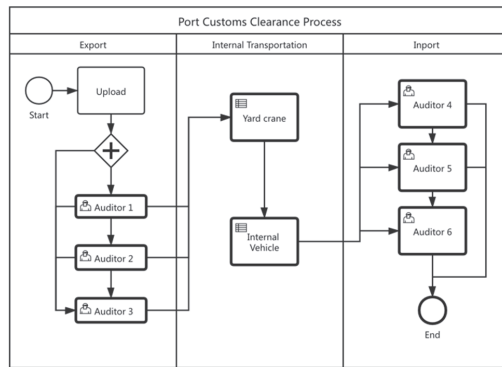 Port Customs Clearance Process
Export
Internal Transportation
Inport
Start
Upload
Auditor 1
Auditor 2
Auditor 3
Yard crane
Internal
Vehicle
Auditor 4
Auditor 5
Auditor 6
End